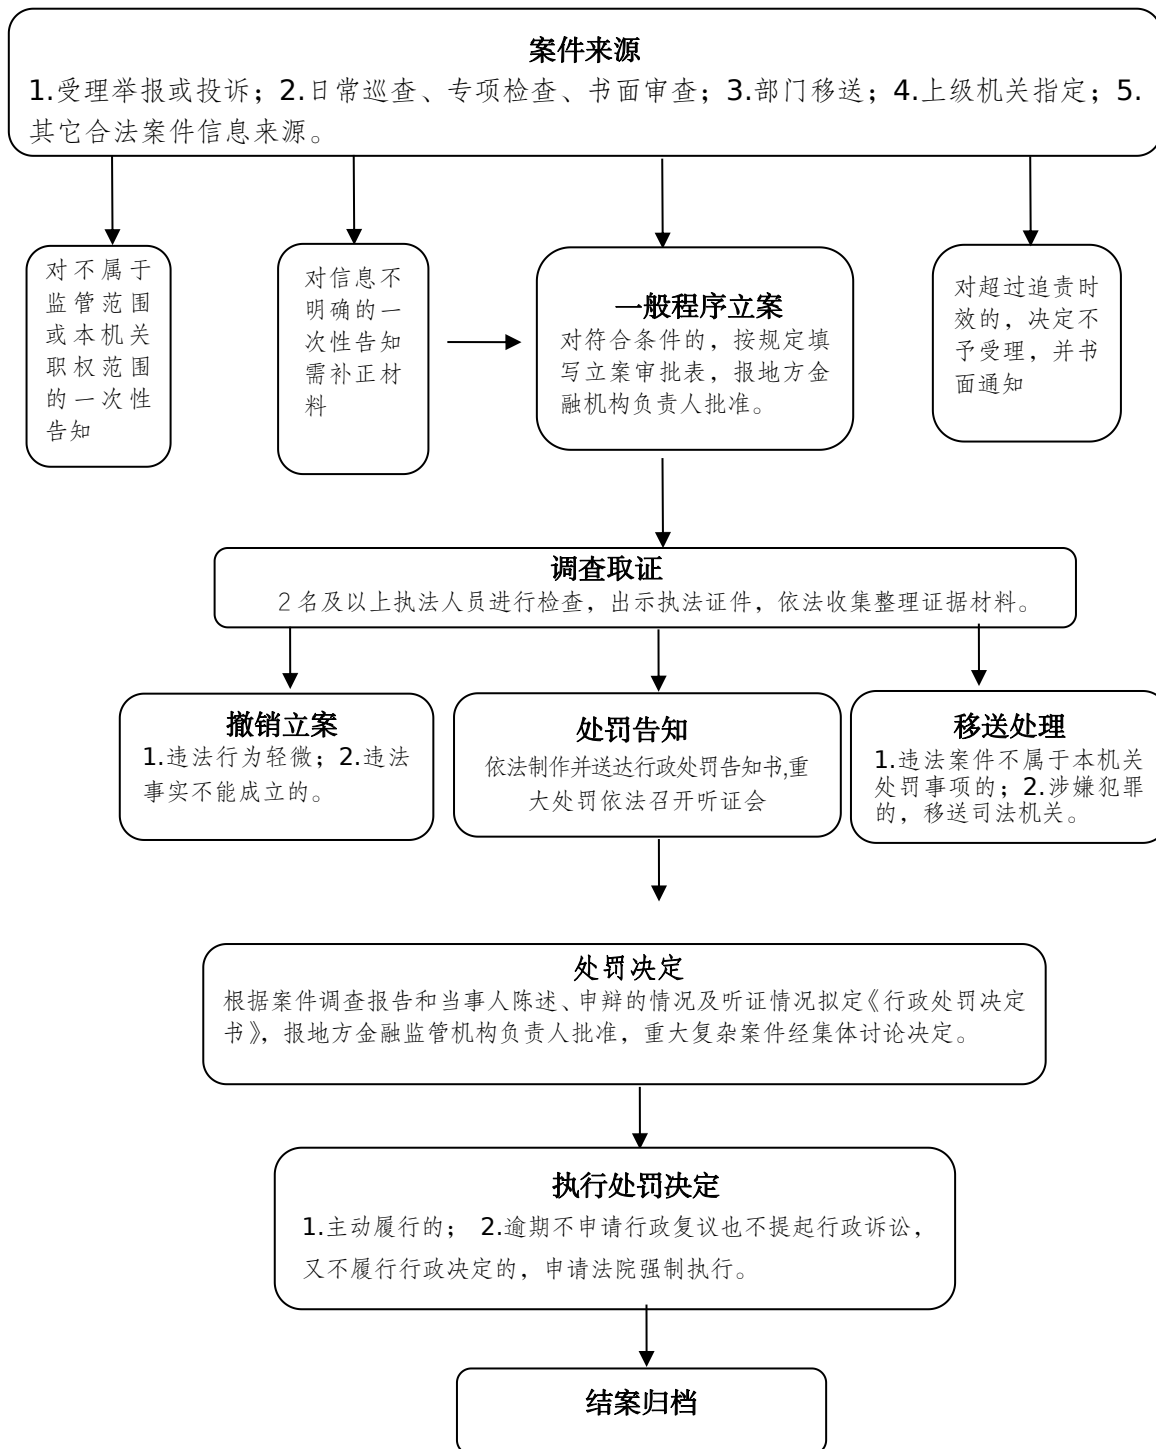 案件来源
1.受理举报或投诉；2.日常巡查、专项检查、书面审查；3.部门移送；4.上级机关指定；5.
其它合法案件信息来源。
对不属于
监管范围
或本机关
职权范围
的一次性
告知
对信息不
明确的一
次性告知
需补正材
料
一般程序立案
对符合条件的，按规定填
写立案审批表，报地方金
融机构负责人批准。
对超过追责时
效的，决定不
予受理，并书
面通知
调查取证
2名及以上执法人员进行检查，出示执法证件，依法收集整理证据材料。
撤销立案
1.违法行为轻微；2.违法
事实不能成立的。
处罚告知
依法制作并送达行政处罚告知书,重
大处罚依法召开听证会
移送处理
1.违法案件不属于本机关
处罚事项的；2.涉嫌犯罪
的，移送司法机关。
处罚决定
根据案件调查报告和当事人陈述、申辩的情况及听证情况拟定《行政处罚决定
书》，报地方金融监管机构负责人批准，重大复杂案件经集体讨论决定。
执行处罚决定
1.主动履行的； 2.逾期不申请行政复议也不提起行政诉讼，
又不履行行政决定的，申请法院强制执行。
结案归档